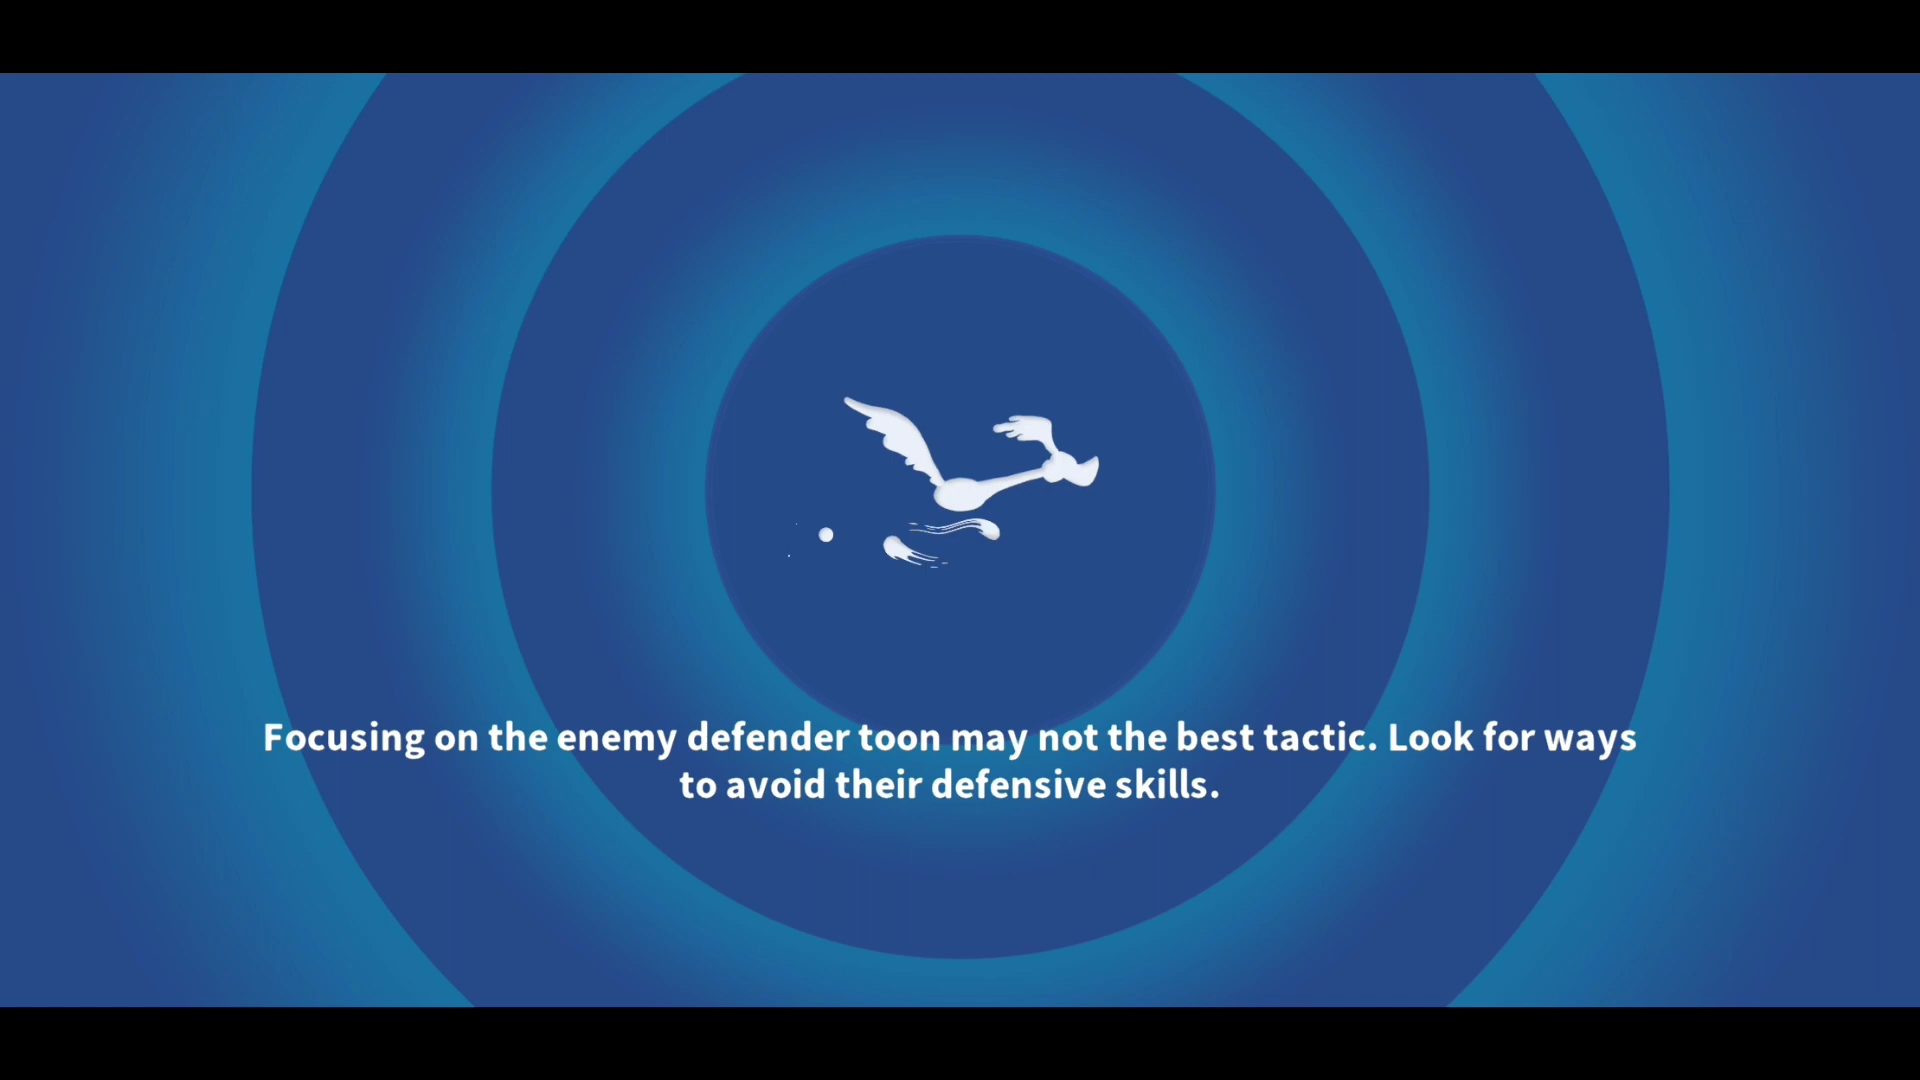 Focusing on the enemy defender toon may not the best tactic. Look for ways
to avoid their defensive skills.